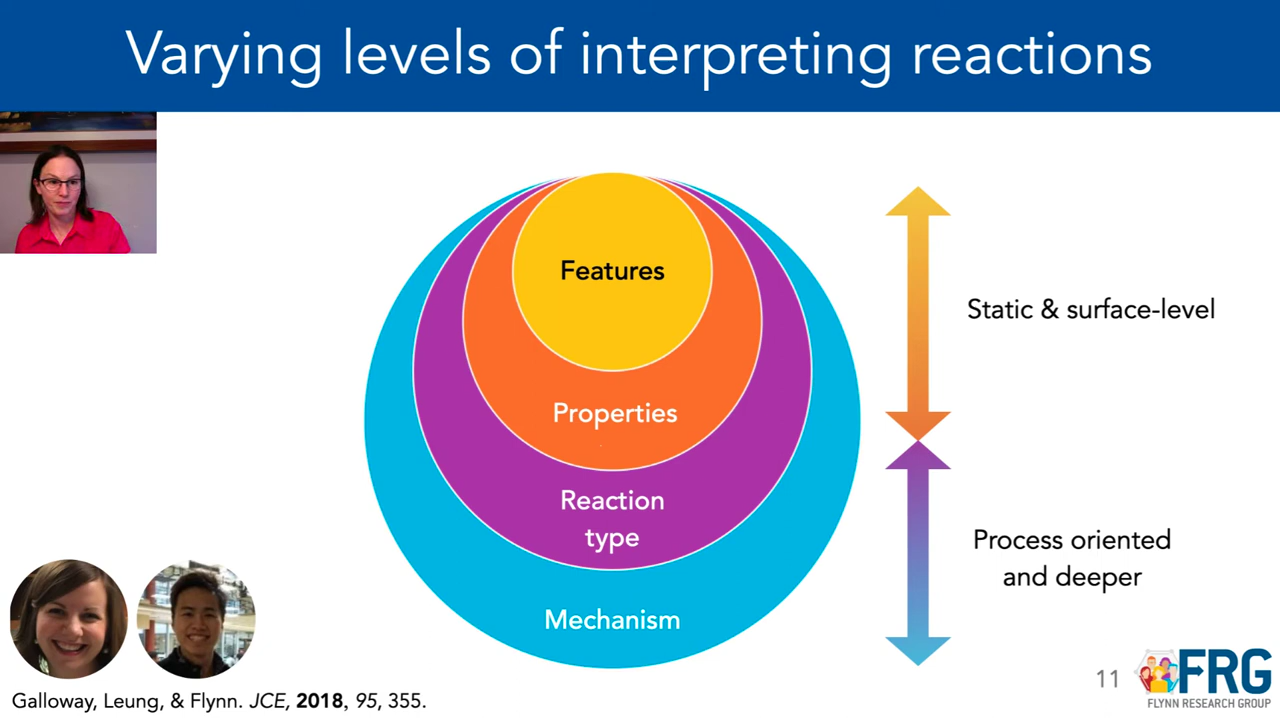 Varying levels of interpreting reactions
Features
Static & surface-level
Properties
Reaction
type
Process oriented
and deeper
Mechanism
Galloway, Leung, & Flynn. JCE, 2018, 95, 355.
11
FRG
FLYNN RESEARCH GROUP